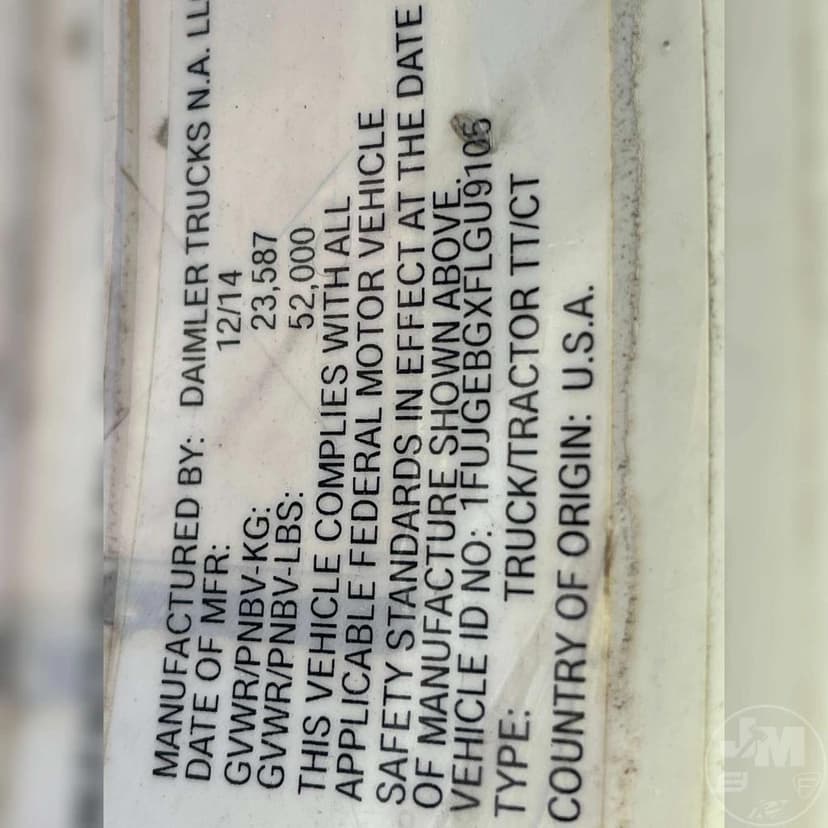 MANUFACTURED BY: DAIMLER TRUCKS N.A. LL
DATE OF MFR: 12/14
GVWR/PNBV-KG: 23,587
GVWR/PNBV-LBS: 52,000
THIS VEHICLE COMPLIES WITH ALL
APPLICABLE FEDERAL MOTOR VEHICLE
SAFETY STANDARDS IN EFFECT AT THE DATE
OF MANUFACTURE SHOWN ABOVE.
VEHICLE ID NO: 1FUJGEBGXFLGU9105
TYPE: TRUCK/TRACTOR TT/CT
COUNTRY OF ORIGIN: U.S.A.
JM